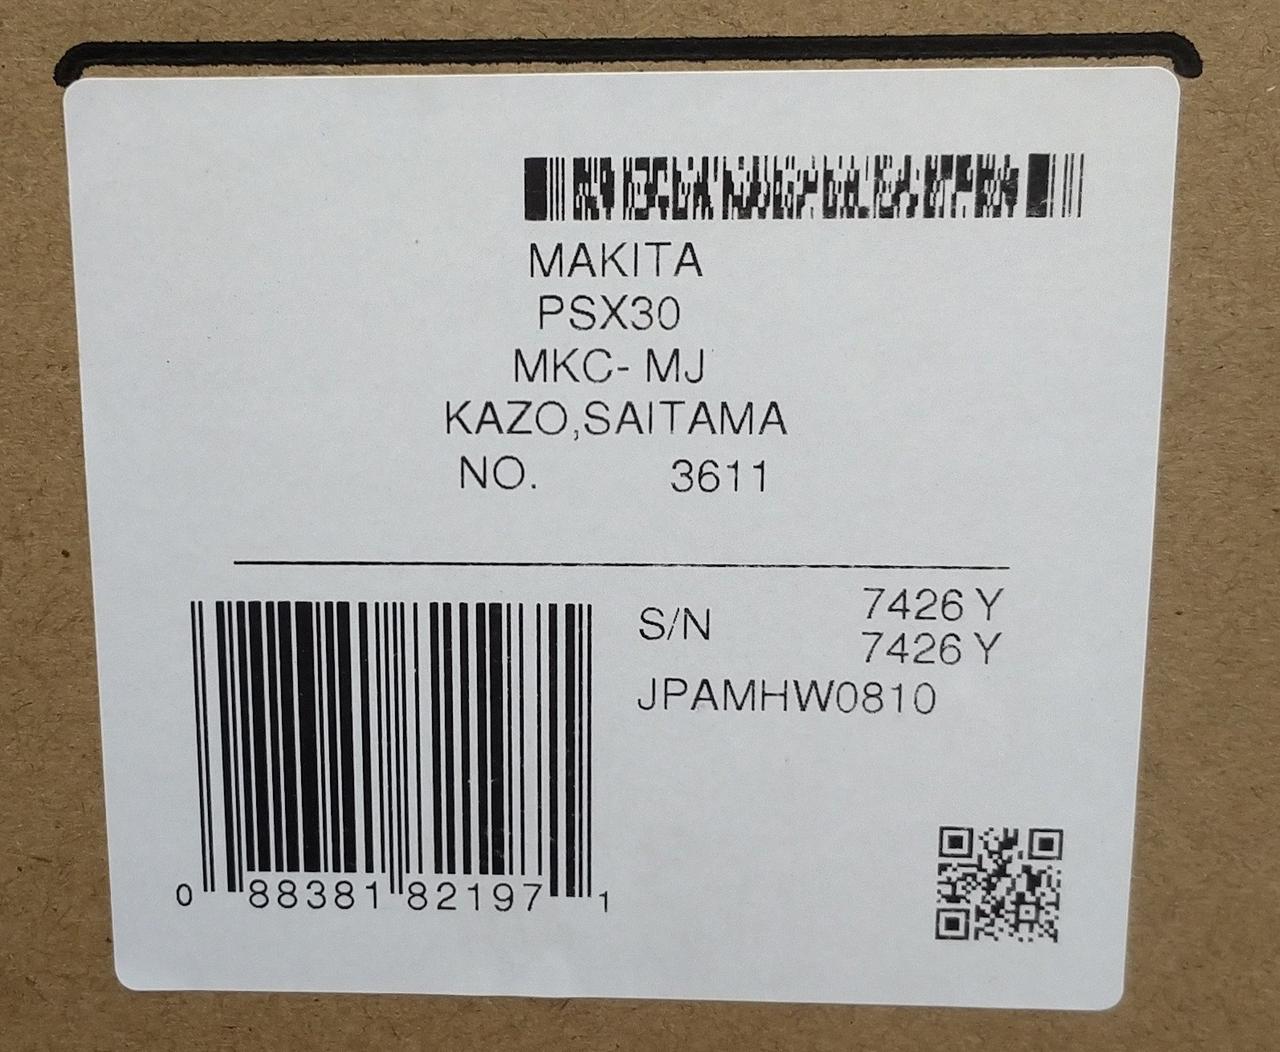 MAKITA
PSX30
MKC- MJ
KAZO,SAITAMA
NO. 3611
S/N 7426 Y
7426 Y
JPAMHW0810
0 88381 82197 1